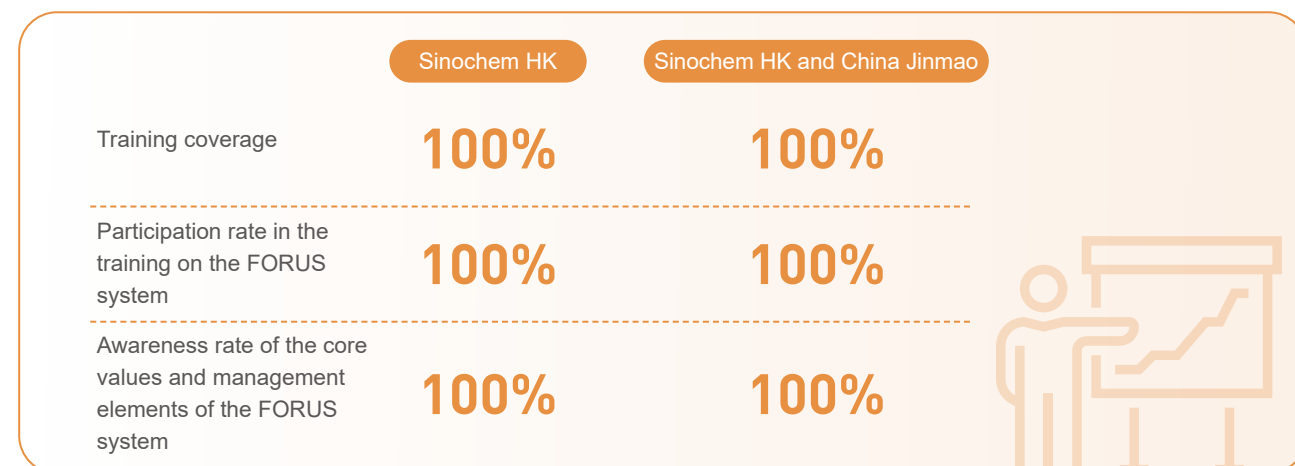 Sinochem HK
Sinochem HK and China Jinmao
Training coverage
100%
100%
Participation rate in the
training on the FORUS
system
100%
100%
Awareness rate of the core
values and management
elements of the FORUS
system
100%
100%